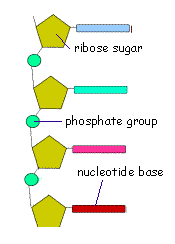 ribose sugar
phosphate group
nucleotide base